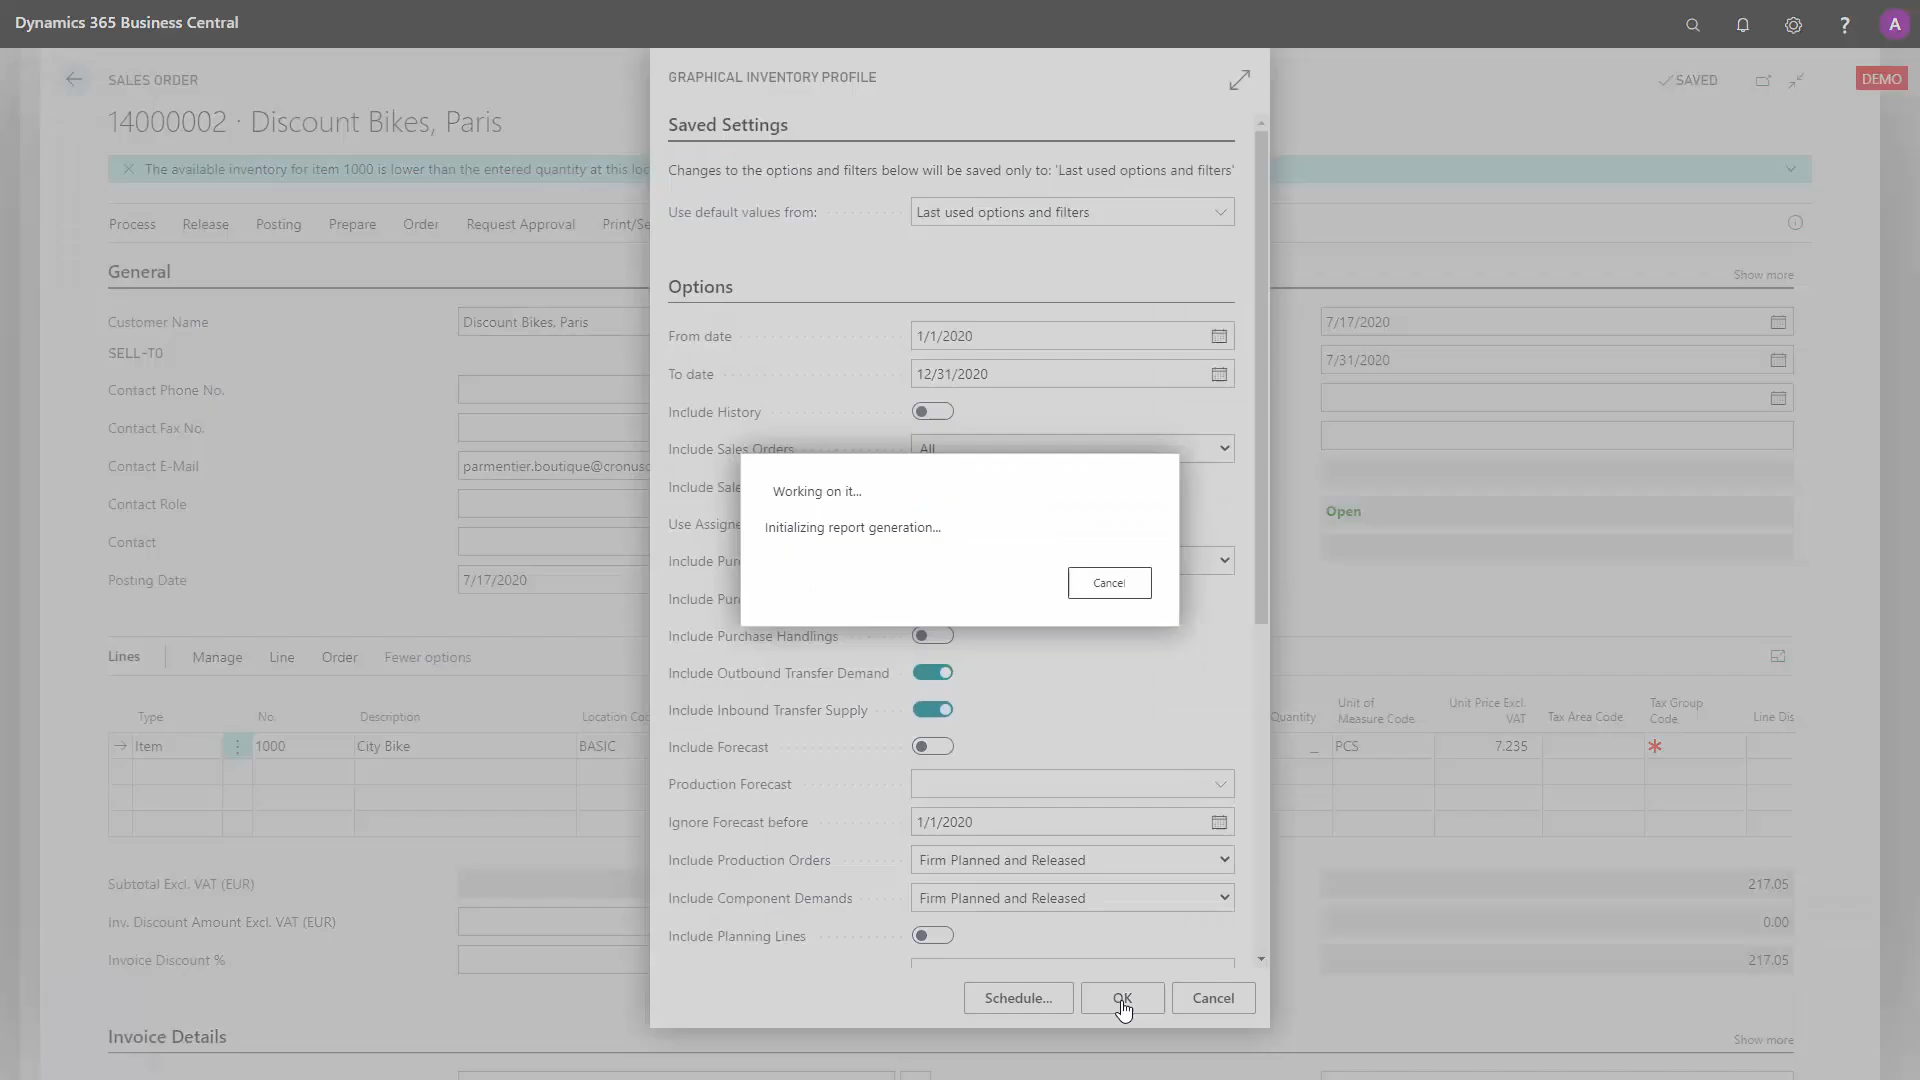 Dynamics 365 Business Central
A
SALES ORDER
SAVED
DEMO
14000002 · Discount Bikes, Paris
The available inventory for item 1000 is lower than the entered quantity at this loc
Process
Release
Posting
Prepare
Order
Request Approval
Print/Se
General
Show more
Customer Name
Discount Bikes, Paris
7/17/2020
SELL-TO
7/31/2020
Contact Phone No.
Contact Fax No.
Contact E-Mail
parmentier.boutique@cronusc
Contact Role
Open
Contact
Posting Date
7/17/2020
Lines
Manage
Line
Order
Fewer options
Type
No.
Description
Location Coc
Quantity
Unit of
Measure Code
Unit Price Excl.
VAT
Tax Area Code
Tax Group
Code
Line Dis
Item
1000
City Bike
BASIC
PCS
7.235
Subtotal Excl. VAT (EUR)
217.05
Inv. Discount Amount Excl. VAT (EUR)
0.00
Invoice Discount %
217.05
Invoice Details
Show more
GRAPHICAL INVENTORY PROFILE
Saved Settings
Changes to the options and filters below will be saved only to: 'Last used options and filters'
Use default values from:
Last used options and filters
Options
From date
1/1/2020
To date
12/31/2020
Include History
Include Sales Orders
All
Include Sale
Use Assigne
Include Pur
Include Pur
Include Purchase Handlings
Include Outbound Transfer Demand
Include Inbound Transfer Supply
Include Forecast
Production Forecast
Ignore Forecast before
1/1/2020
Include Production Orders
Firm Planned and Released
Include Component Demands
Firm Planned and Released
Include Planning Lines
Schedule...
OK
Cancel
Working on it...
Initializing report generation...
Cancel